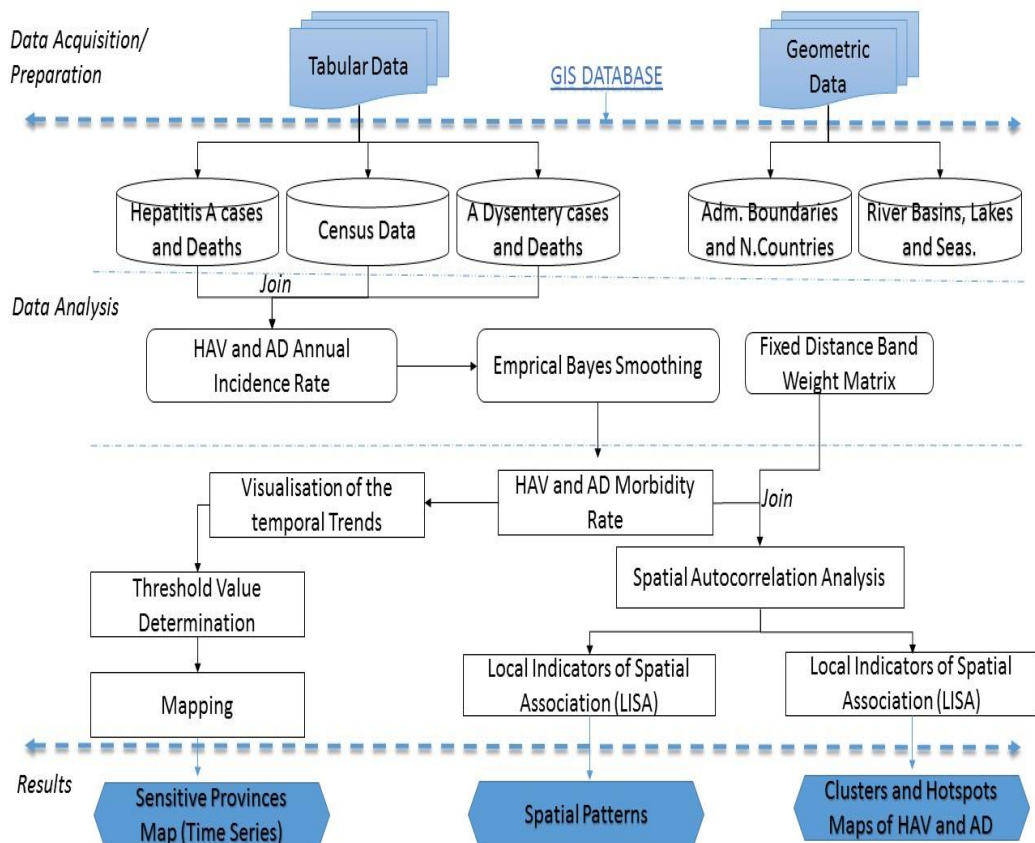 Data Acquisition/
Preparation
Tabular Data
GIS DATABASE
Geometric
Data
Hepatitis A cases
and Deaths
Census Data
A Dysentery cases
and Deaths
Adm. Boundaries
and N.Countries
River Basins, Lakes
and Seas.
Join
Data Analysis
HAV and AD Annual
Incidence Rate
Emprical Bayes Smoothing
Fixed Distance Band
Weight Matrix
Visualisation of the
temporal Trends
HAV and AD Morbidity
Rate
Join
Threshold Value
Determination
Spatial Autocorrelation Analysis
Mapping
Local Indicators of Spatial
Association (LISA)
Local Indicators of Spatial
Association (LISA)
Results
Sensitive Provinces
Map (Time Series)
Spatial Patterns
Clusters and Hotspots
Maps of HAV and AD